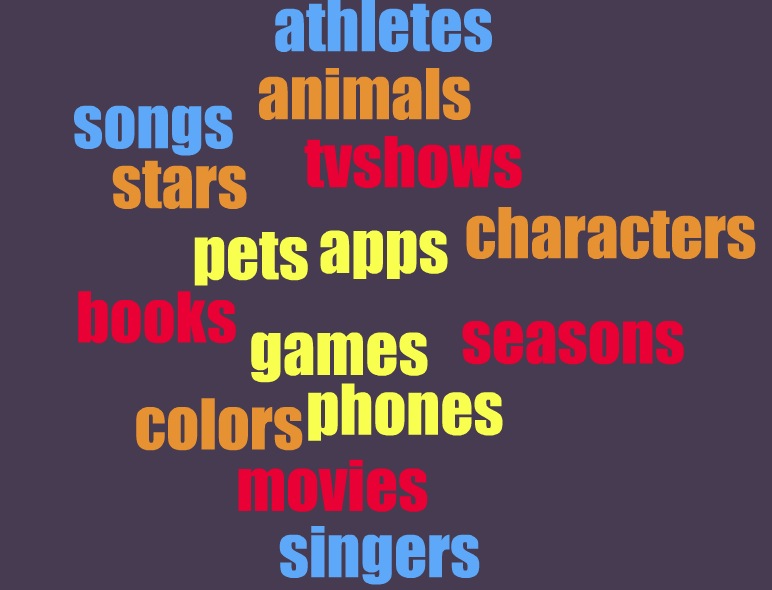 athletes
animals
songs
tvshows
stars
characters
pets apps
books
games seasons
colors phones
movies
singers